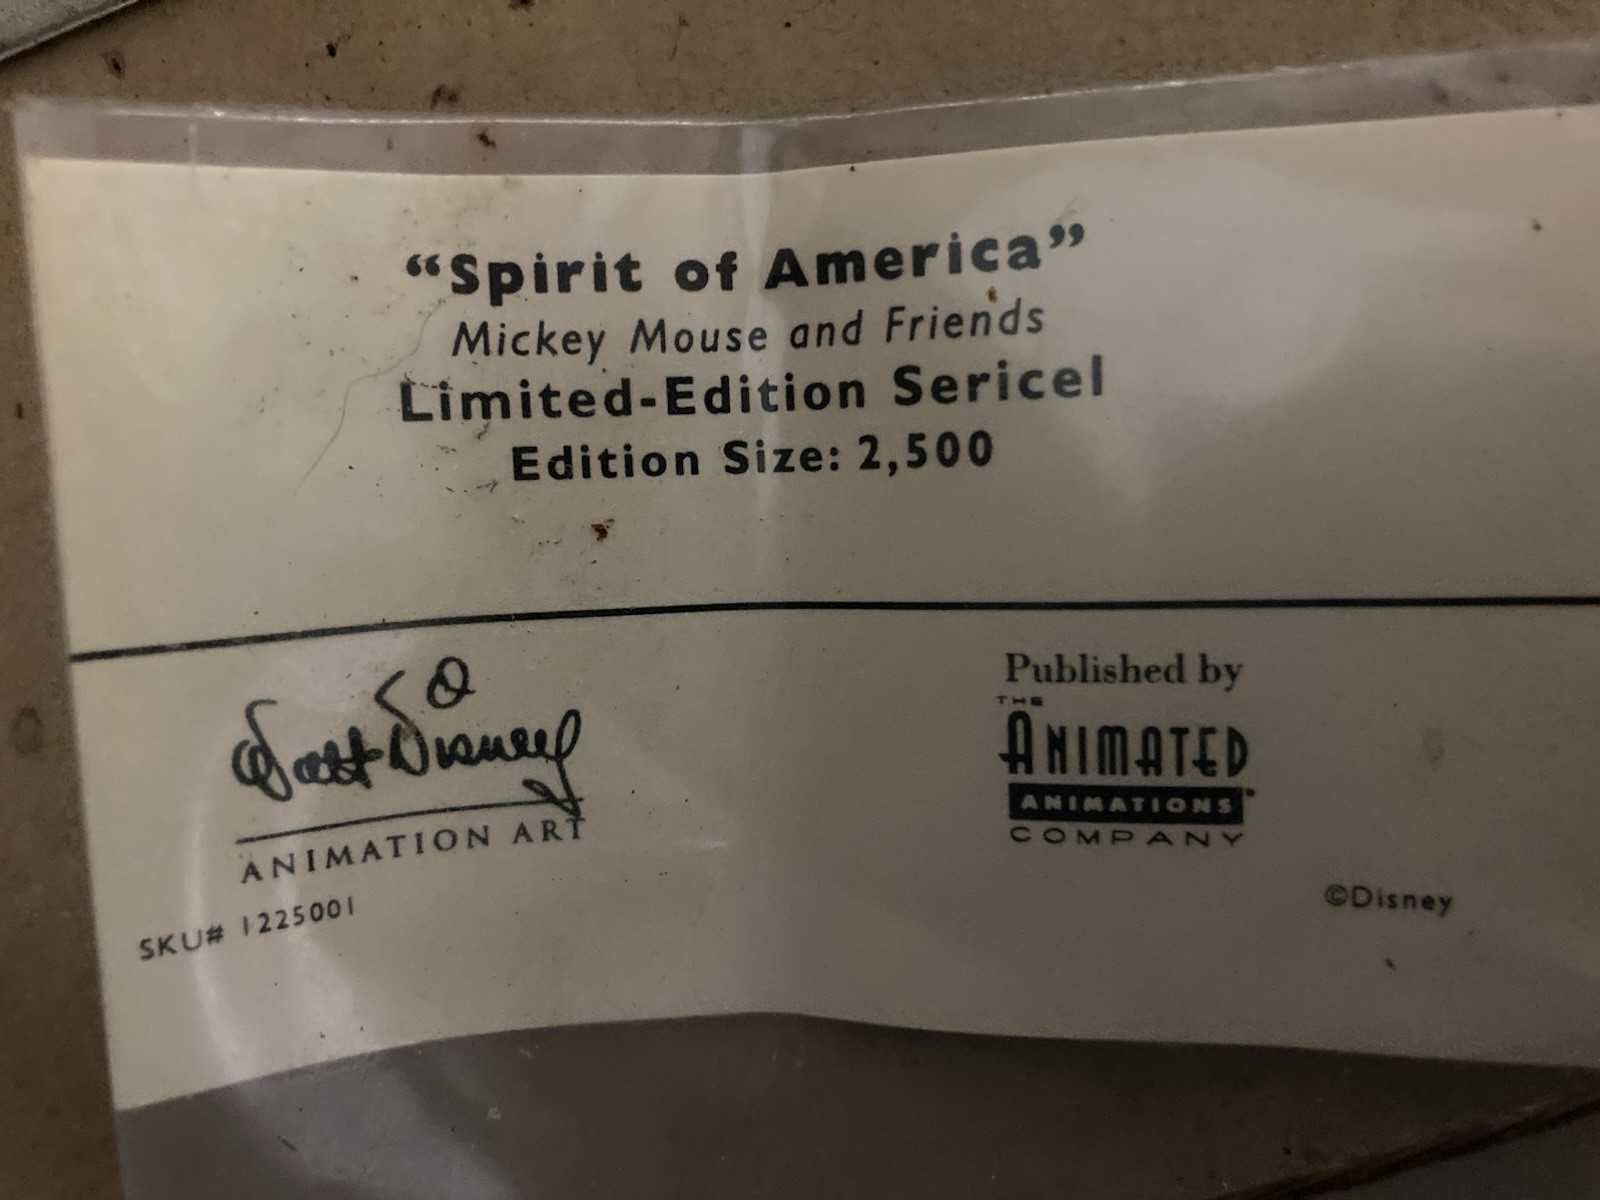 “Spirit of America”
Mickey Mouse and Friends
Limited-Edition Sericel
Edition Size: 2,500
Walt Disney
ANIMATION ART
SKU# 1225001
Published by
THE
ANIMATED
ANIMATIONS
COMPANY
©Disney